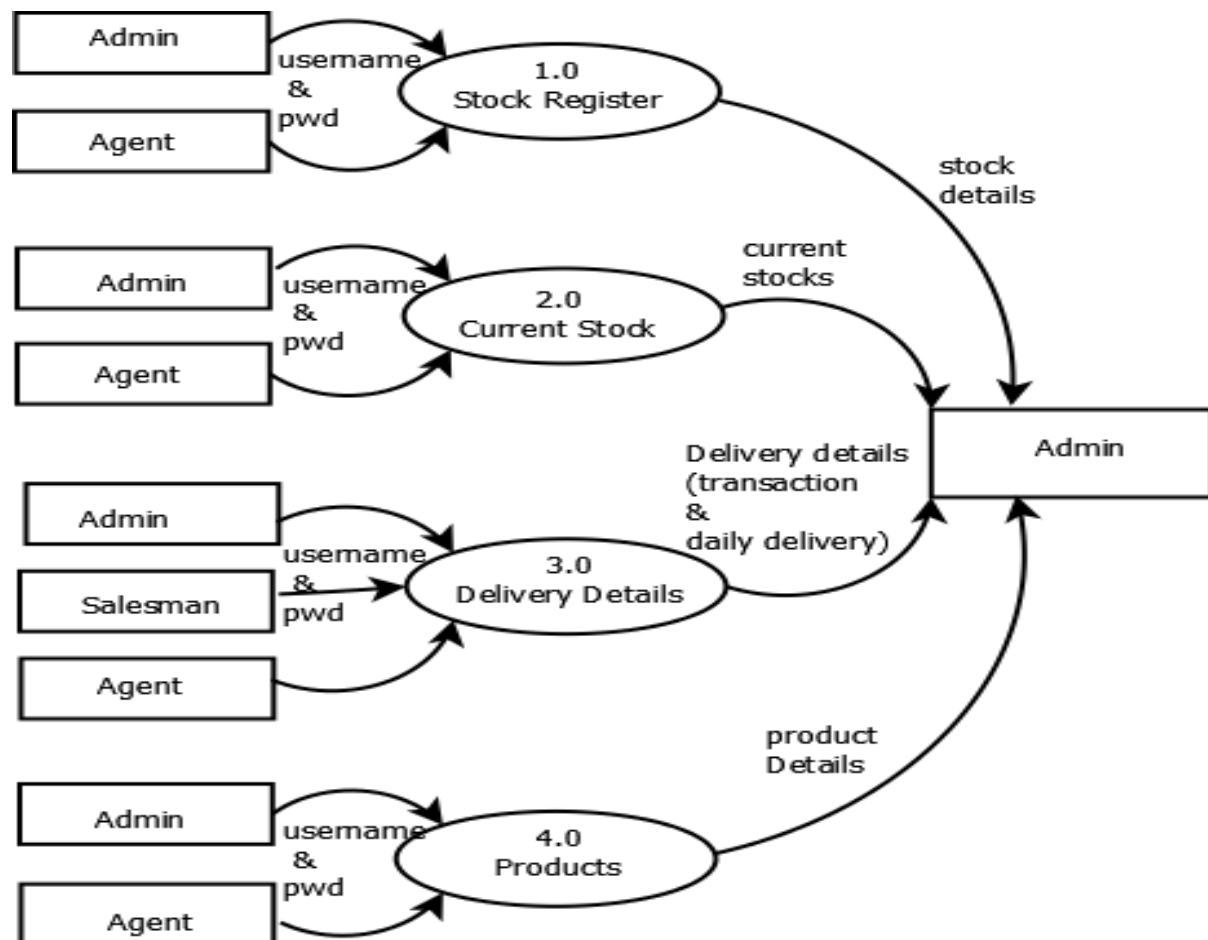 Admin
username
&
pwd
Agent
1.0
Stock Register
stock
details
Admin
username
&
pwd
Agent
2.0
Current Stock
current
stocks
Admin
Admin
username
&
pwd
Salesman
Agent
3.0
Delivery Details
Delivery details
(transaction
&
daily delivery)
Admin
username
&
pwd
Agent
4.0
Products
product
Details